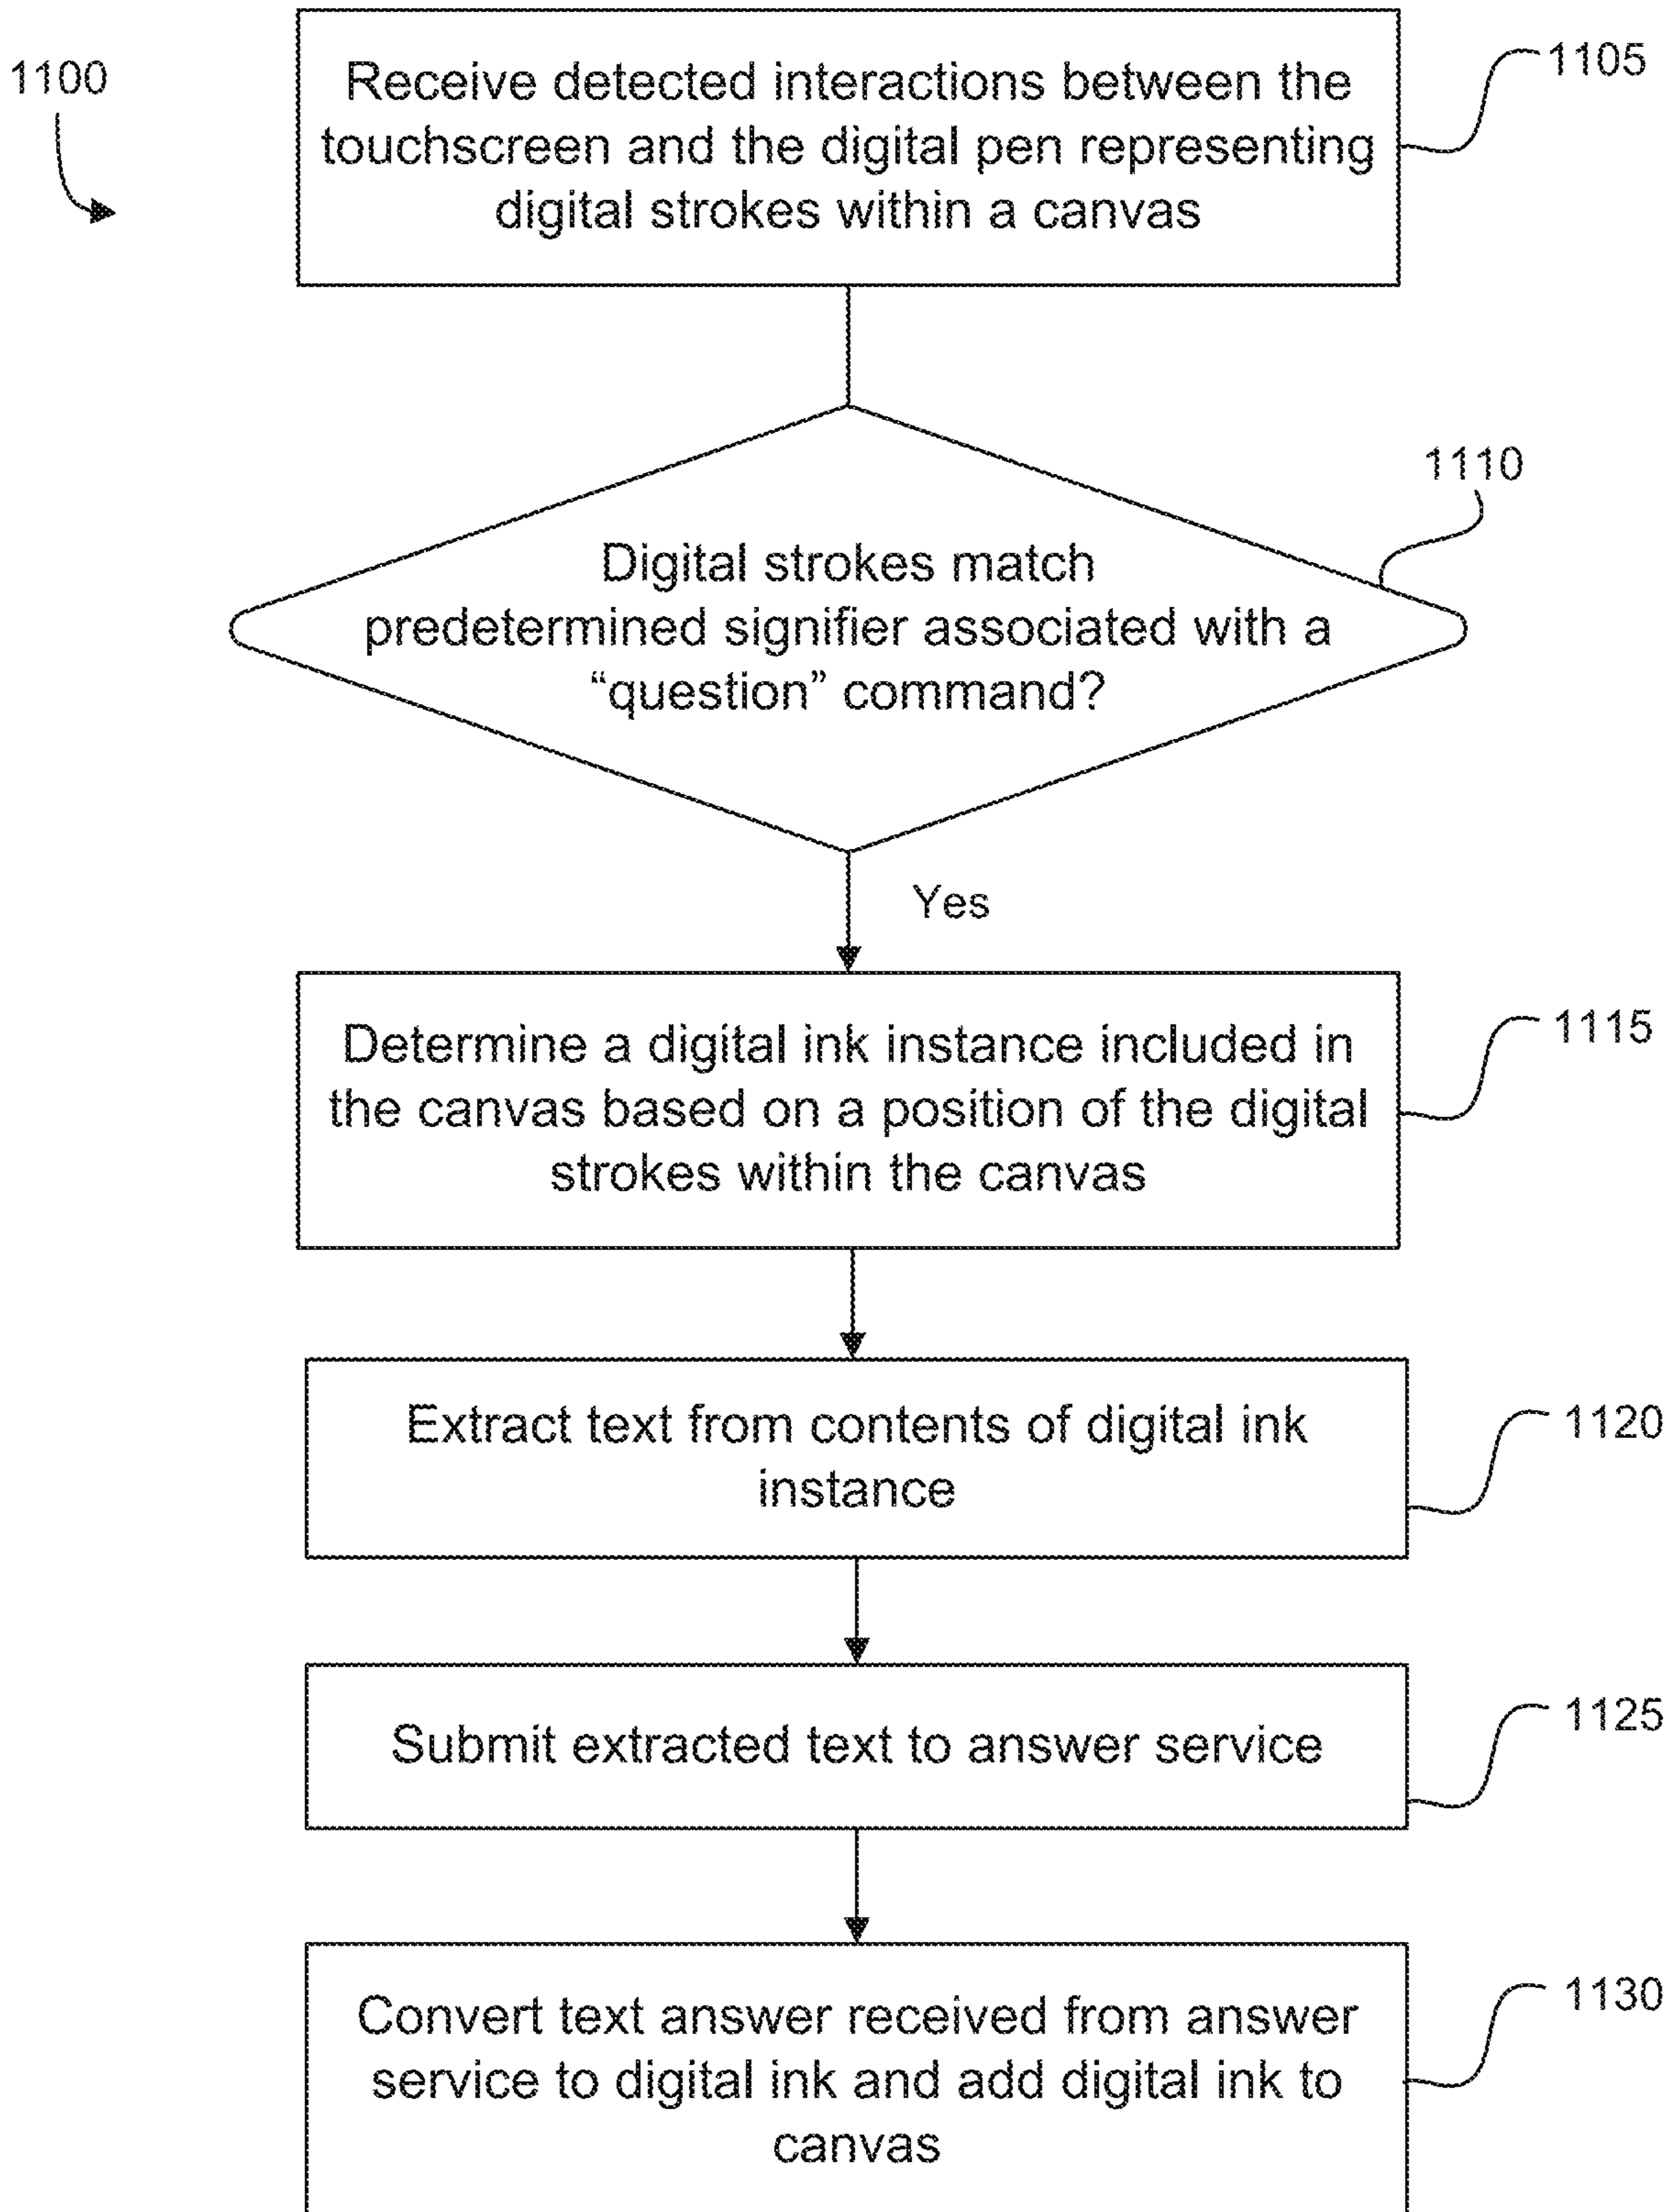 1100
Receive detected interactions between the
touchscreen and the digital pen representing
digital strokes within a canvas
1105
Digital strokes match
predetermined signifier associated with a
“question” command?
1110
Yes
Determine a digital ink instance included in
the canvas based on a position of the digital
strokes within the canvas
1115
Extract text from contents of digital ink
instance
1120
Submit extracted text to answer service
1125
Convert text answer received from answer
service to digital ink and add digital ink to
canvas
1130